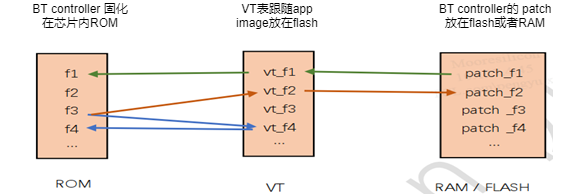 BT controller 固化
在芯片内ROM
VT表跟随app
image放在flash
BT controller的 patch
放在flash或者RAM
f1
f2
f3
f4
...
vt_f1
vt_f2
vt_f3
vt_f4
...
patch_f1
patch_f2
patch _f3
patch _f4
...
ROM
VT
RAM / FLASH